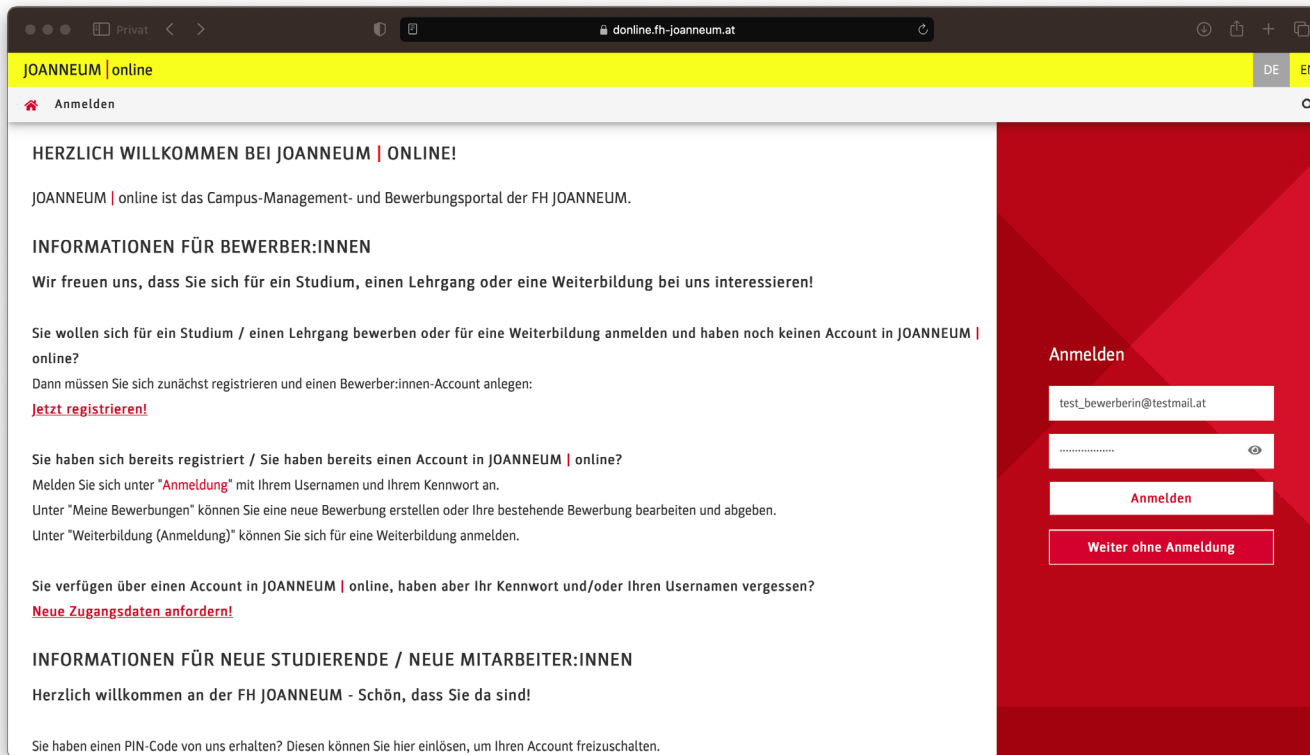 Privat
donline.fh-joanneum.at
JOANNEUM | online
DE
Anmelden
HERZLICH WILLKOMMEN BEI JOANNEUM | ONLINE!
JOANNEUM | online ist das Campus-Management- und Bewerbungsportal der FH JOANNEUM.
INFORMATIONEN FÜR BEWERBER:INNEN
Wir freuen uns, dass Sie sich für ein Studium, einen Lehrgang oder eine Weiterbildung bei uns interessieren!
Sie wollen sich für ein Studium / einen Lehrgang bewerben oder für eine Weiterbildung anmelden und haben noch keinen Account in JOANNEUM |
online?
Dann müssen Sie sich zunächst registrieren und einen Bewerber:innen-Account anlegen:
Jetzt registrieren!
Sie haben sich bereits registriert / Sie haben bereits einen Account in JOANNEUM | online?
Melden Sie sich unter "Anmeldung" mit Ihrem Usernamen und Ihrem Kennwort an.
Unter "Meine Bewerbungen" können Sie eine neue Bewerbung erstellen oder Ihre bestehende Bewerbung bearbeiten und abgeben.
Unter "Weiterbildung (Anmeldung)" können Sie sich für eine Weiterbildung anmelden.
Sie verfügen über einen Account in JOANNEUM | online, haben aber Ihr Kennwort und/oder Ihren Usernamen vergessen?
Neue Zugangsdaten anfordern!
INFORMATIONEN FÜR NEUE STUDIERENDE / NEUE MITARBEITER:INNEN
Herzlich willkommen an der FH JOANNEUM - Schön, dass Sie da sind!
Sie haben einen PIN-Code von uns erhalten? Diesen können Sie hier einlösen, um Ihren Account freizuschalten.
Anmelden
test_bewerberin@testmail.at
Anmelden
Weiter ohne Anmeldung